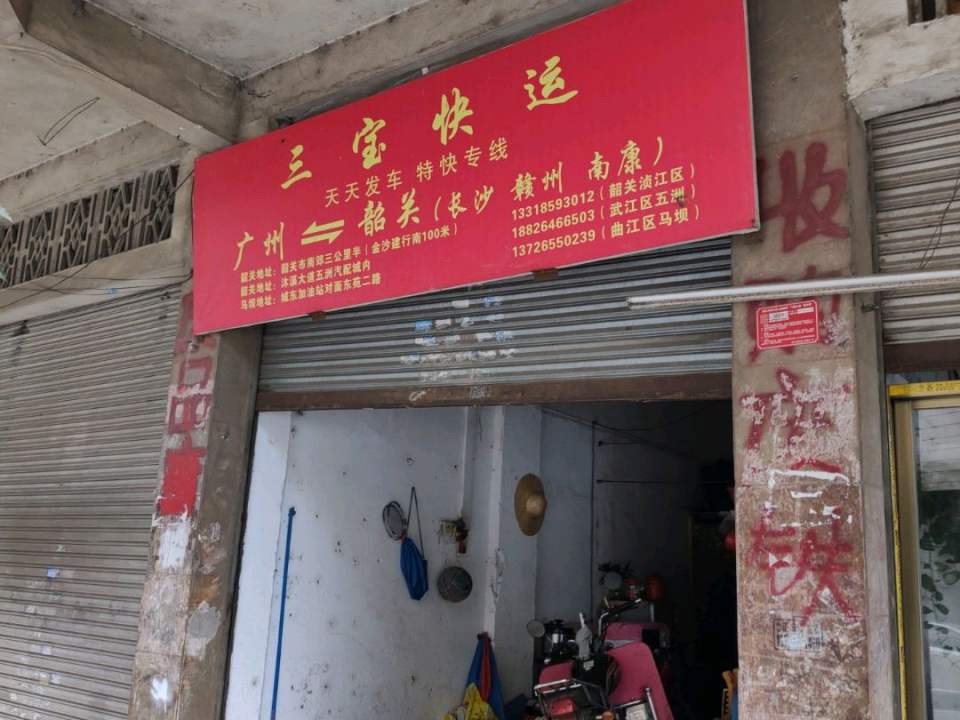 三宝快运
天天发车 特快专线
广州 ⇌ 韶关(长沙 赣州 南康)
韶关地址：韶关市南郊三公里半(金沙建行南100米)
韶关地址：沐溪大道五洲汽配城内
马坝地址：城东加油站对面东苑二路
13318593012(韶关浈江区)
18826466503(武江区五洲)
13726550239(曲江区马坝)